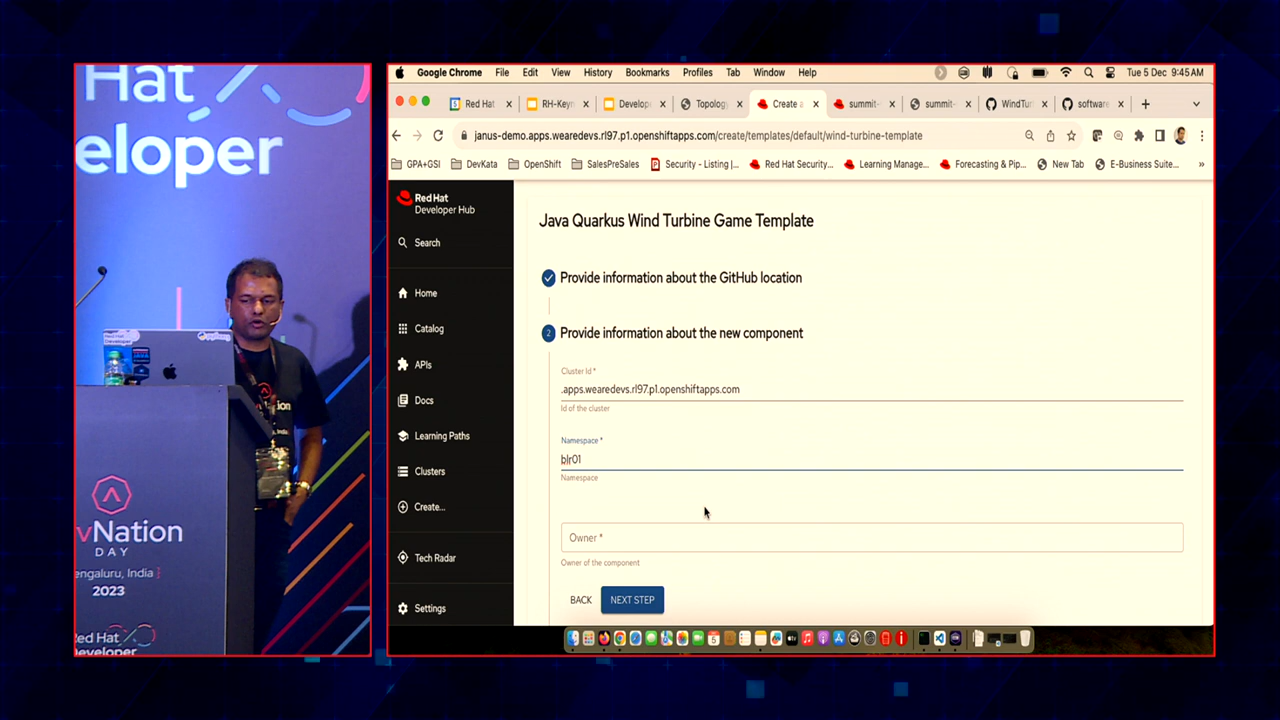 Hat
eloper
vNation
DAY
engaluru, India
2023
Red Hat
Developer
Google Chrome File Edit View History Bookmarks Profiles Tab Window Help
Tue 5 Dec 9:45 AM
Red Hat
RH-Keyn
Develope
Topology
Create a
summit-
summit-
WindTur
software
janus-demo.apps.wearedevs.rl97.p1.openshiftapps.com/create/templates/default/wind-turbine-template
GPA+GSI DevKata OpenShift SalesPreSales Security - Listing |... Red Hat Security... Learning Manage... Forecasting & Pip... New Tab E-Business Suite... »
Red Hat
Developer Hub
Search
Home
Catalog
APIs
Docs
Learning Paths
Clusters
Create...
Tech Radar
Settings
Java Quarkus Wind Turbine Game Template
Provide information about the GitHub location
2 Provide information about the new component
Cluster Id *
.apps.wearedevs.rl97.p1.openshiftapps.com
Id of the cluster
Namespace *
blr01
Namespace
Owner *
Owner of the component
BACK NEXT STEP